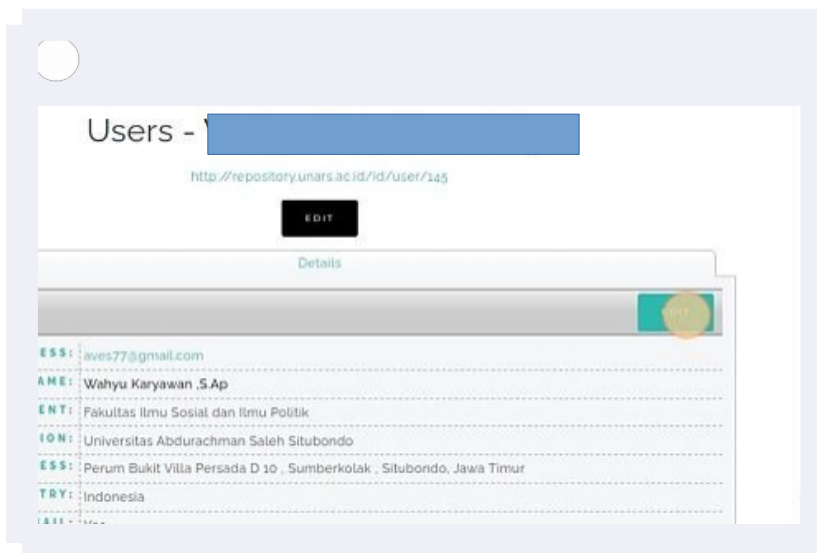 Users -
http://repository.unars.ac.id/id/user/145
EDIT
Details
EDIT
ESS: aves77@gmail.com
AME: Wahyu Karyawan ,S.Ap
ENT: Fakultas Ilmu Sosial dan Ilmu Politik
ION: Universitas Abdurachman Saleh Situbondo
ESS: Perum Bukit Villa Persada D 10 , Sumberkolak , Situbondo, Jawa Timur
TRY: Indonesia